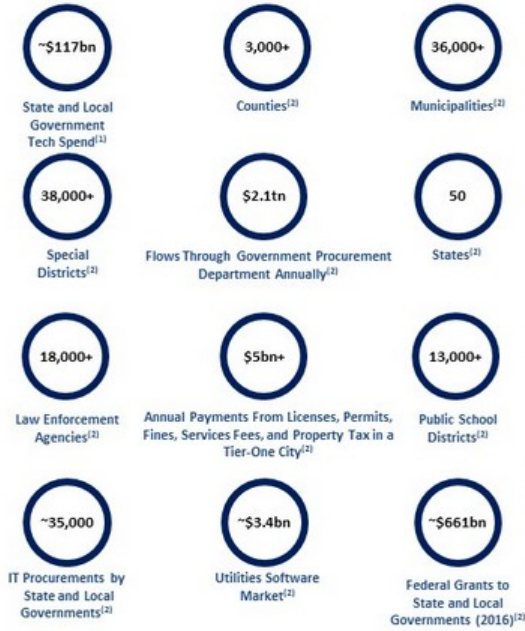 ~$117bn
State and Local
Government
Tech Spend(1)
3,000+
Counties(2)
36,000+
Municipalities(2)
38,000+
Special
Districts(2)
$2.1tn
Flows Through Government Procurement
Department Annually(2)
50
States(2)
18,000+
Law Enforcement
Agencies(2)
$5bn+
Annual Payments From Licenses, Permits,
Fines, Services Fees, and Property Tax in a
Tier-One City(2)
13,000+
Public School
Districts(2)
~35,000
IT Procurements by
State and Local
Governments(2)
~$3.4bn
Utilities Software
Market(2)
~$661bn
Federal Grants to
State and Local
Governments (2016)(2)